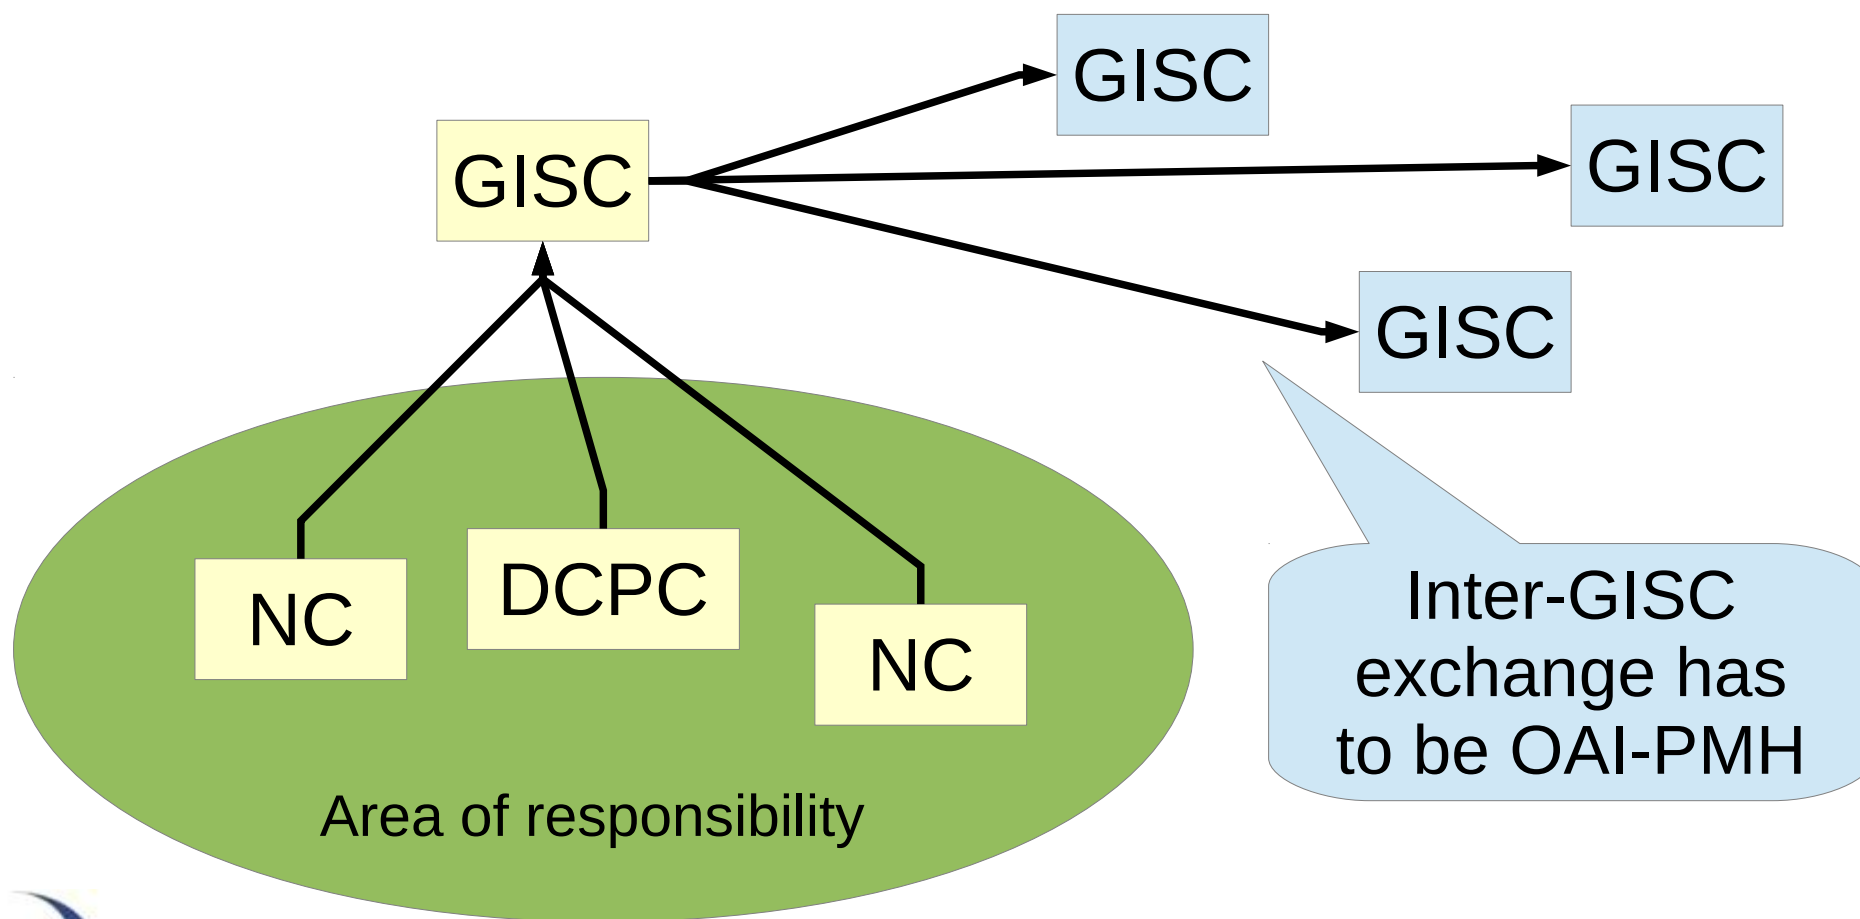 GISC
GISC
GISC
GISC
NC
DCPC
NC
Area of responsibility
Inter-GISC
exchange has
to be OAI-PMH